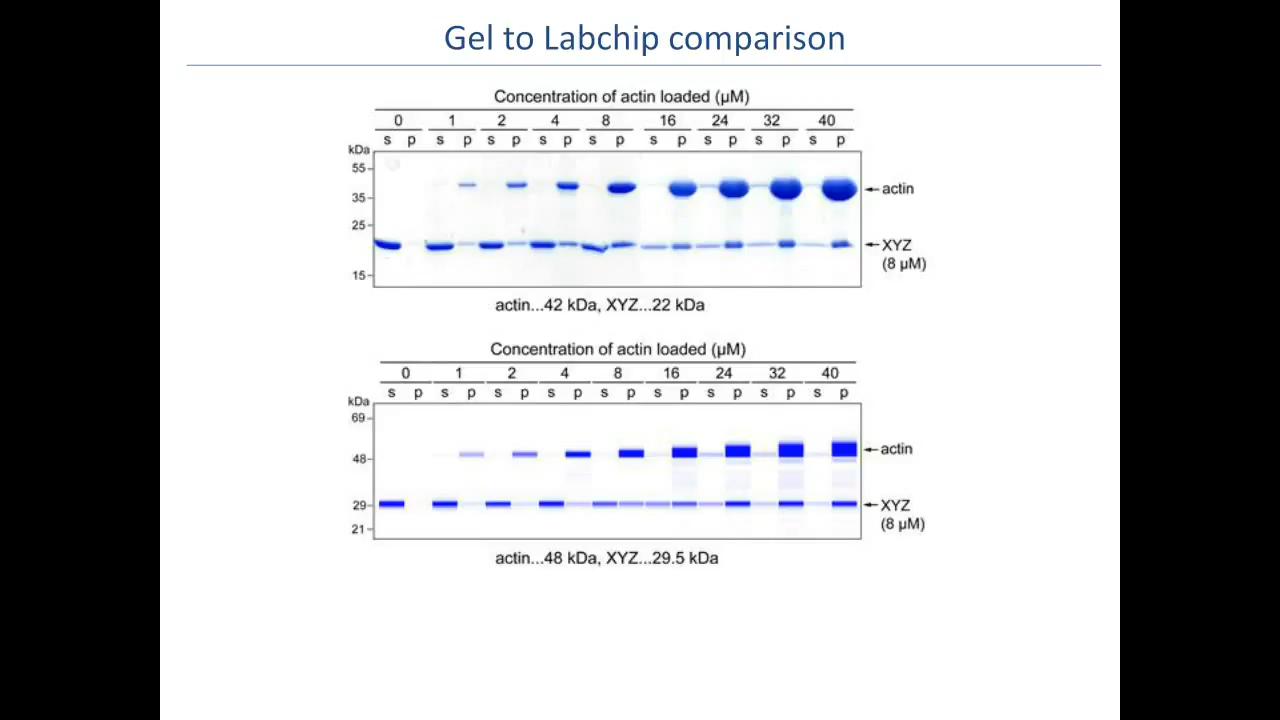 Gel to Labchip comparison
Concentration of actin loaded (µM)
0 1 2 4 8 16 24 32 40
s p s p s p s p s p s p s p s p s p
kDa
55
35
25
15
actin
XYZ
(8 µM)
actin...42 kDa, XYZ...22 kDa
Concentration of actin loaded (µM)
0 1 2 4 8 16 24 32 40
s p s p s p s p s p s p s p s p s p
kDa
69
48
29
21
actin
XYZ
(8 µM)
actin...48 kDa, XYZ...29.5 kDa